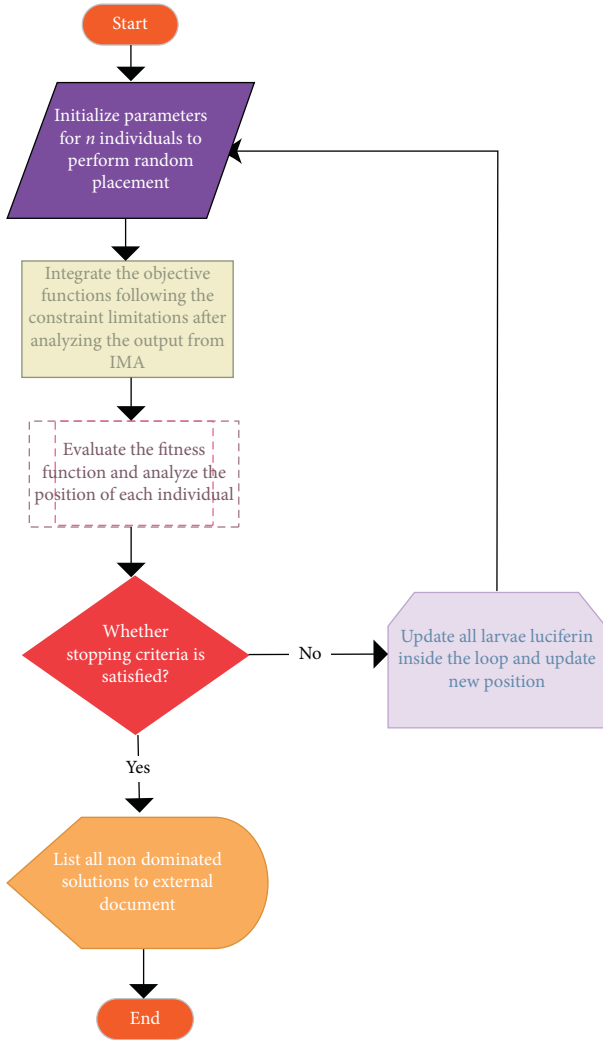 Start
Initialize parameters
for n individuals to
perform random
placement
Integrate the objective
functions following the
constraint limitations after
analyzing the output from
IMA
Evaluate the fitness
function and analyze the
position of each individual
Whether
stopping criteria is
satisfied?
No
Update all larvae luciferin
inside the loop and update
new position
Yes
List all non dominated
solutions to external
document
End